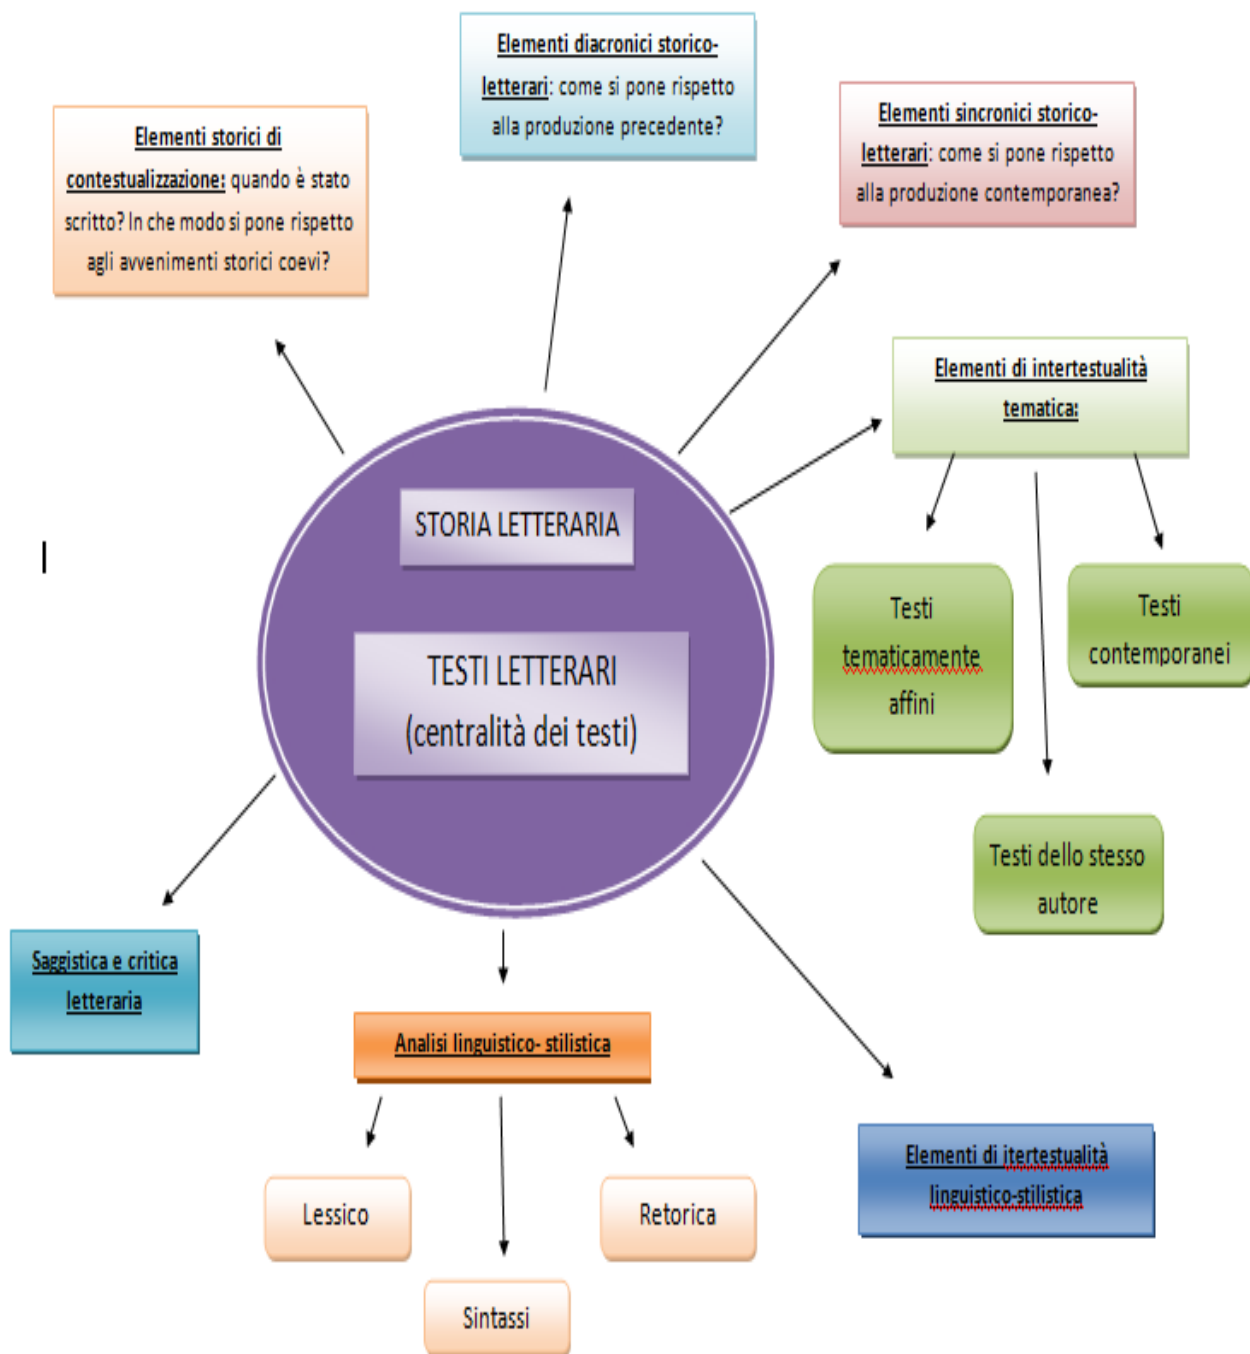 Elementi diacronici storico-
letterari: come si pone rispetto
alla produzione precedente?
Elementi storici di
contestualizzazione: quando è stato
scritto? In che modo si pone rispetto
agli avvenimenti storici coevi?
Elementi sincronici storico-
letterari: come si pone rispetto
alla produzione contemporanea?
Elementi di intertestualità
tematica:
STORIA LETTERARIA
TESTI LETTERARI
(centralità dei testi)
Testi
tematicamente
affini
Testi
contemporanei
Testi dello stesso
autore
Saggistica e critica
letteraria
Analisi linguistico- stilistica
Lessico
Sintassi
Retorica
Elementi di itertestualità
linguistico-stilistica